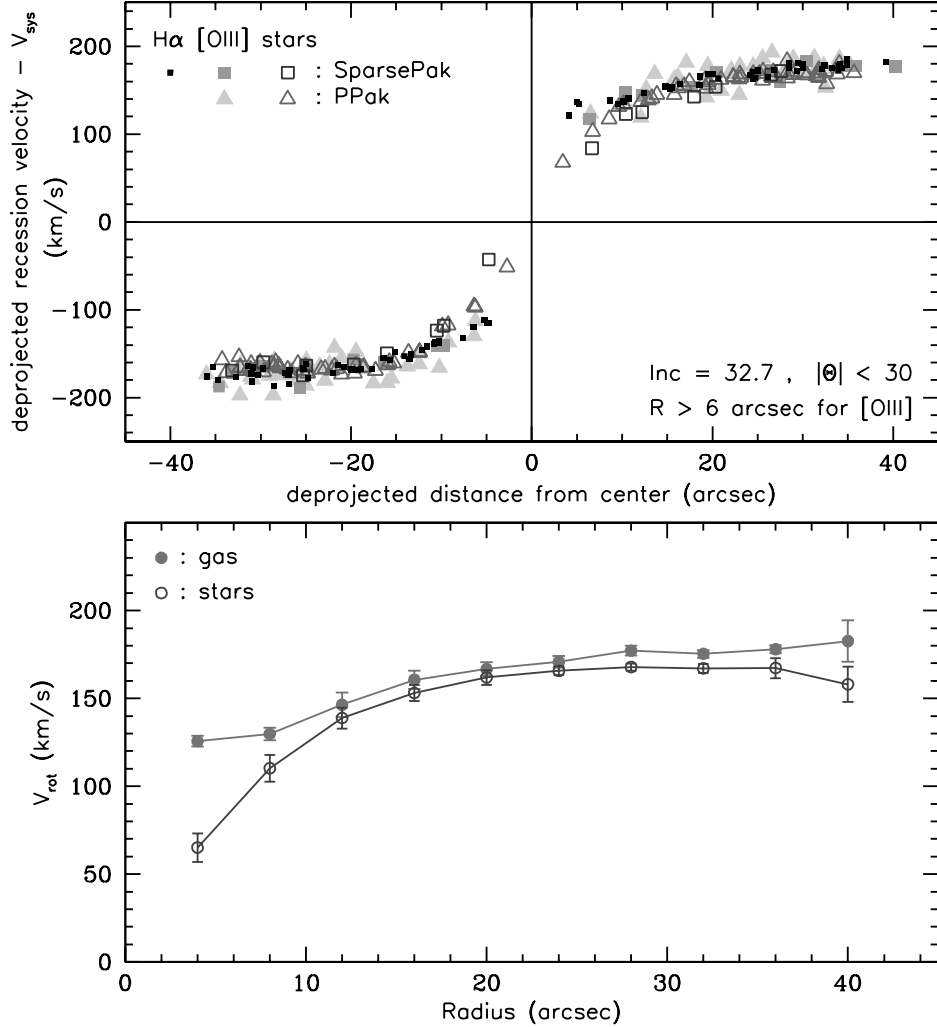 Hα [OIII] stars
: SparsePak
: PPak
200
100
0
−100
−200
deprojected recession velocity − Vsys
(km/s)
Inc = 32.7 , |Θ| < 30
R > 6 arcsec for [OIII]
−40 −20 0 20 40
deprojected distance from center (arcsec)
: gas
: stars
200
150
100
50
0
Vrot (km/s)
0 10 20 30 40
Radius (arcsec)